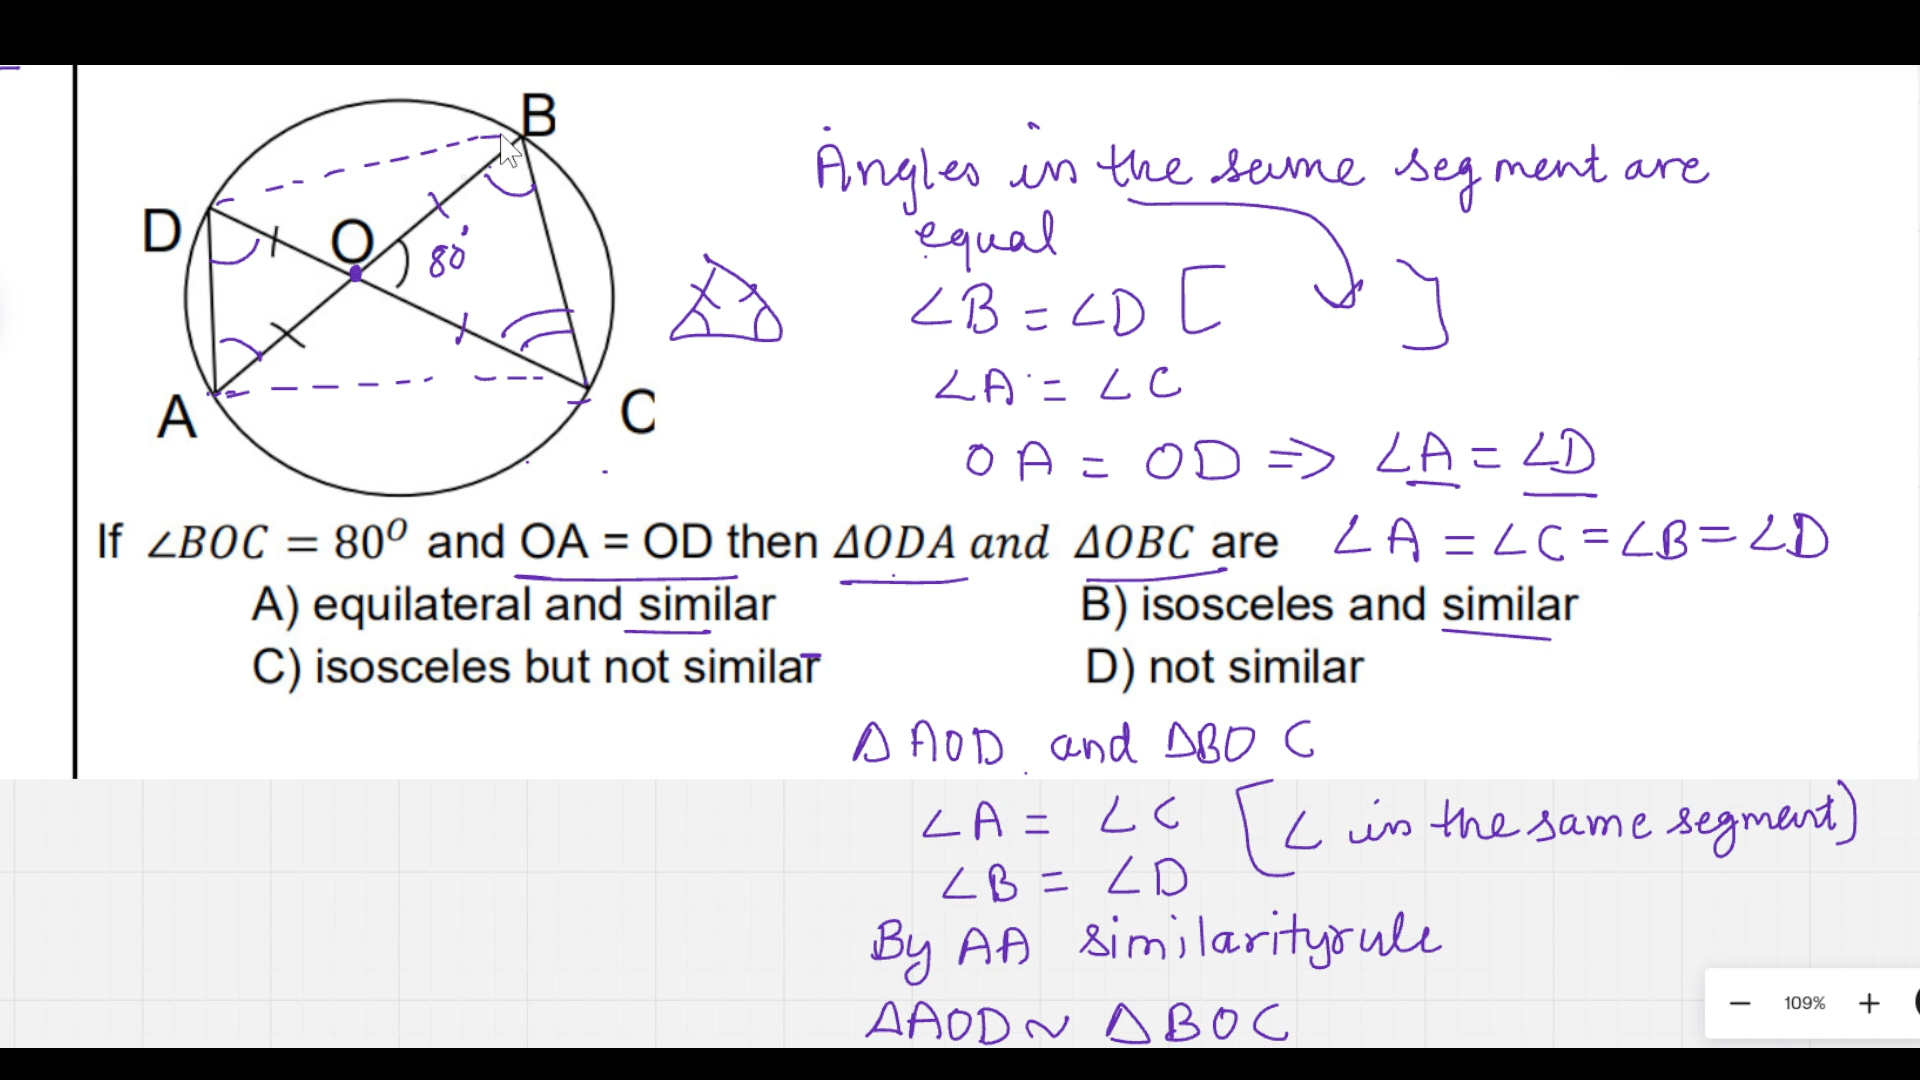 B
D
O
80°
A
C
Angles in the same segment are
equal
∠B = ∠D [ ]
∠A = ∠C
OA = OD => ∠A = ∠D
If ∠BOC = 80⁰ and OA = OD then ΔODA and ΔOBC are
∠A = ∠C = ∠B = ∠D
A) equilateral and similar
B) isosceles and similar
C) isosceles but not similar
D) not similar
Δ AOD and ΔBOC
∠A = ∠C [∠ in the same segment)
∠B = ∠D
By AA similarity rule
ΔAOD ~ ΔBOC
109%